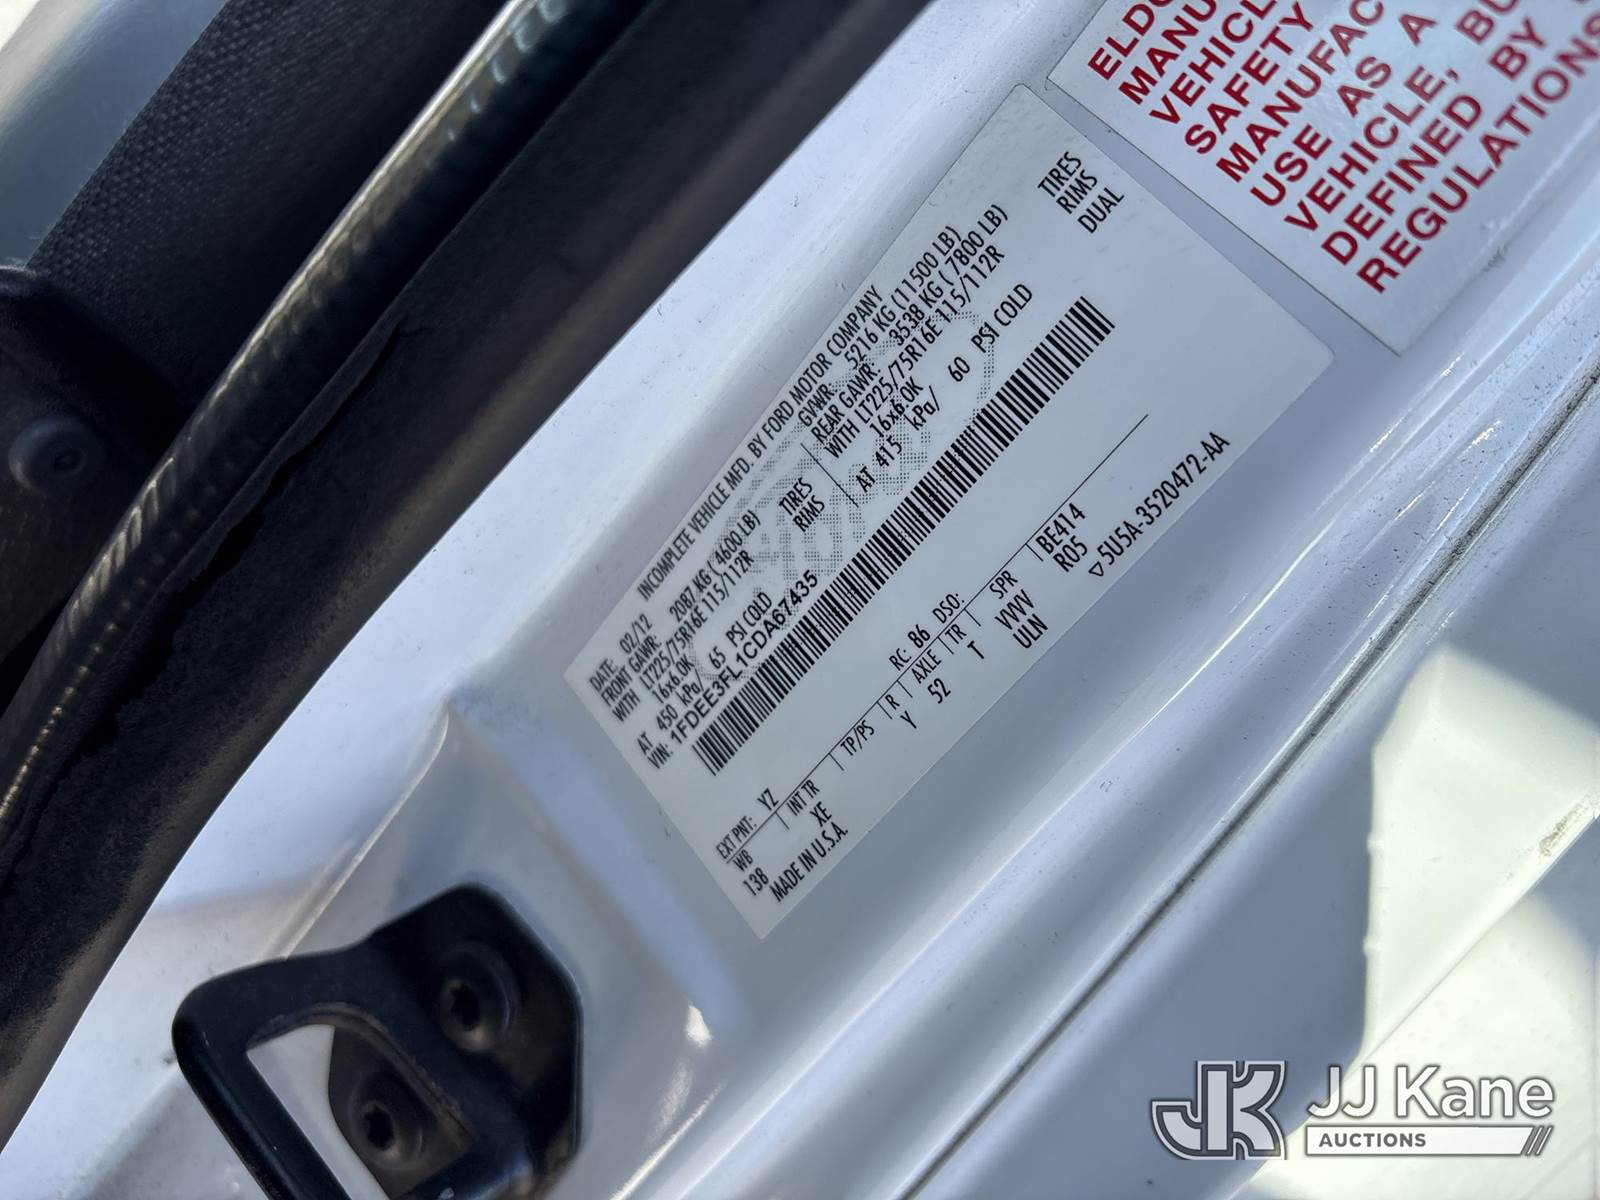 INCOMPLETE VEHICLE MFD. BY FORD MOTOR COMPANY
DATE: 02/12 GVWR: 5216 KG (11500 LB)
FRONT GAWR: 2087 KG ( 4600 LB) REAR GAWR: 3538 KG ( 7800 LB)
WITH LT225/75R16E 115/112R TIRES WITH LT225/75R16E 115/112R TIRES
16x6.0K RIMS 16x6.0K RIMS
AT 450 kPa/ 65 PSI COLD AT 415 kPa/ 60 PSI COLD DUAL
VIN: 1FDEE3FL1CDA67435
EXT PNT: YZ RC: 86 DSO:
WB INT TR TP/PS R AXLE TR SPR BE414
138 XE Y 52 T VVVV R05
MADE IN U.S.A. ULN ▽5U5A-3520472-AA
MANUFAC
USE AS A
VEHICLE, BU
DEFINED BY
REGULATIONS
VEHICLE
SAFETY
JK JJ Kane
AUCTIONS